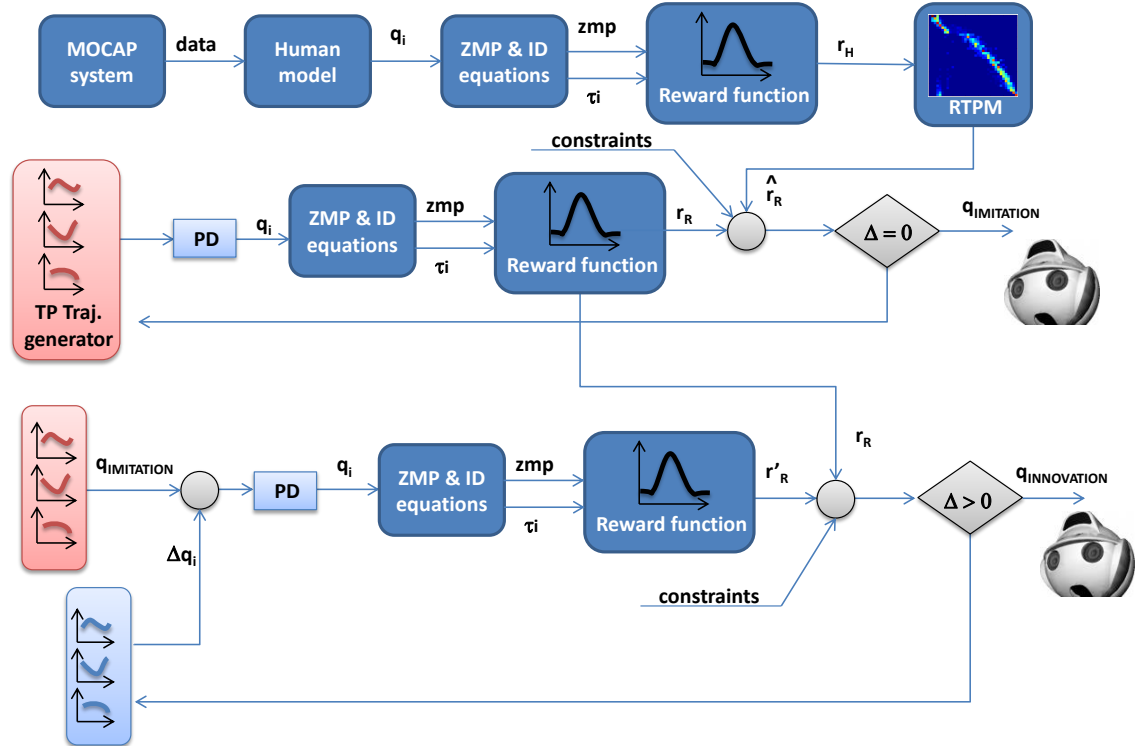 MOCAP
system
data
Human
model
qi
ZMP & ID
equations
zmp
τi
Reward function
rH
RTPM
constraints
TP Traj.
generator
PD
qi
ZMP & ID
equations
zmp
τi
Reward function
rR
^
rR
Δ = 0
qIMITATION
qIMITATION
Δqi
PD
qi
ZMP & ID
equations
zmp
τi
Reward function
r'R
rR
constraints
Δ > 0
qINNOVATION